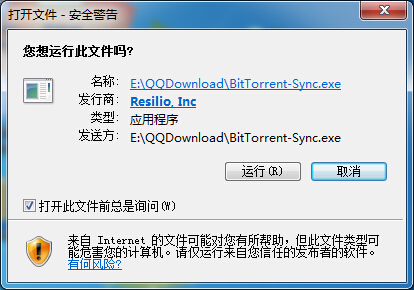 打开文件 - 安全警告
您想运行此文件吗?
名称: E:\QQDownload\BitTorrent-Sync.exe
发行商: Resilio, Inc
类型: 应用程序
发送方: E:\QQDownload\BitTorrent-Sync.exe
运行(R) 取消
打开此文件前总是询问(W)
来自 Internet 的文件可能对您有所帮助，但此文件类型可
能危害您的计算机。请仅运行来自您信任的发布者的软件。
有何风险?